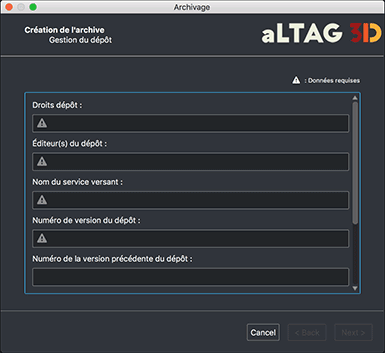 Archivage
Création de l'archive
Gestion du dépôt
aLTAG 3D
: Données requises
Droits dépôt :
Éditeur(s) du dépôt :
Nom du service versant :
Numéro de version du dépôt :
Numéro de la version précédente du dépôt :
Cancel
< Back
Next >